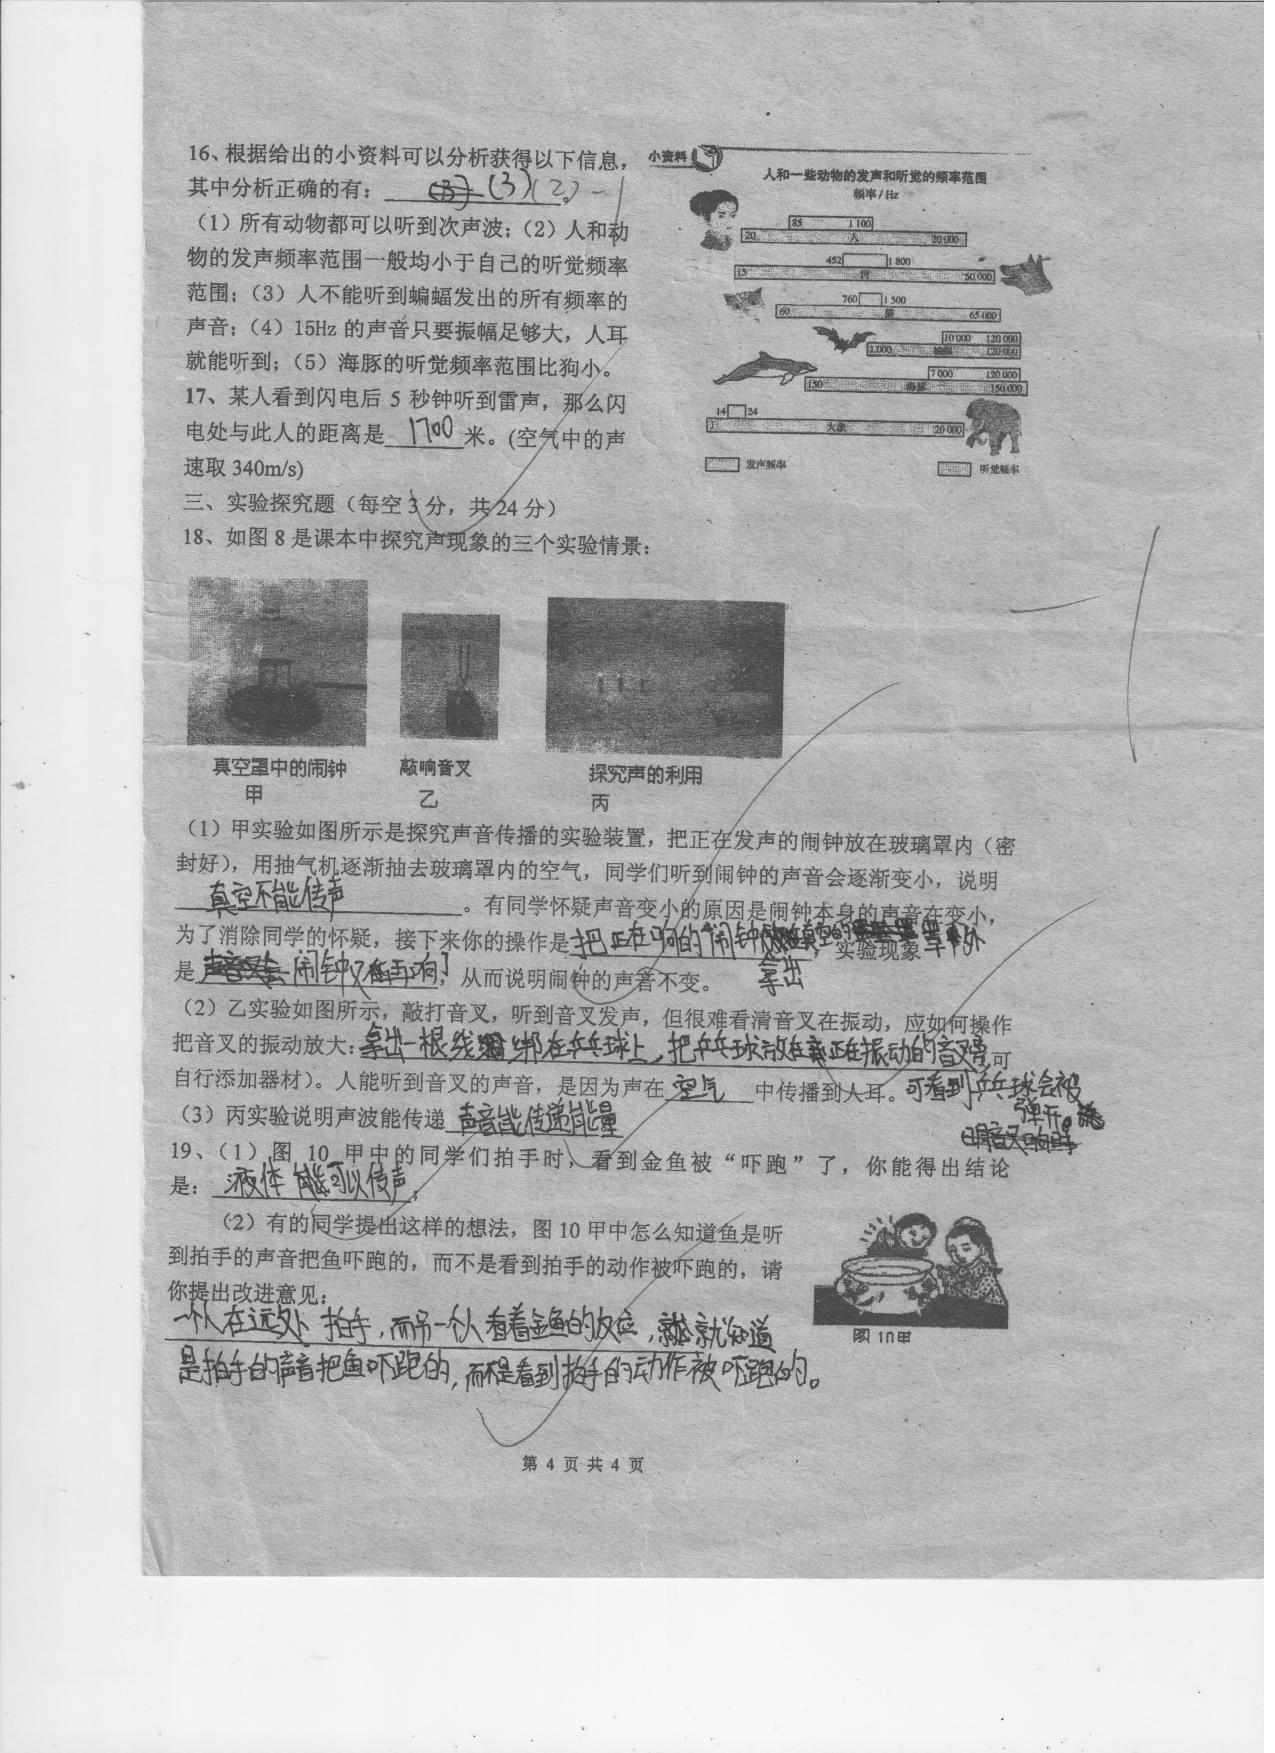 16、根据给出的小资料可以分析获得以下信息，
其中分析正确的有： (3) (3)(2) 。-1
（1）所有动物都可以听到次声波；（2）人和动
物的发声频率范围一般均小于自己的听觉频率
范围；（3）人不能听到蝙蝠发出的所有频率的
声音；（4）15Hz 的声音只要振幅足够大，人耳
就能听到；（5）海豚的听觉频率范围比狗小。
17、某人看到闪电后 5 秒钟听到雷声，那么闪
电处与此人的距离是 1700 米。(空气中的声
速取 340m/s)
小资料
人和一些动物的发声和听觉的频率范围
频率/Hz
85 1 100
20 人 20 000
452 1 800
15 狗 50 000
760 1 500
60 猫 65 000
10 000 120 000
1 000 蝙蝠 120 000
7 000 120 000
150 海豚 150 000
14 24
1 大象 20 000
发声频率 听觉频率
三、实验探究题（每空 3 分，共 24 分）
18、如图 8 是课本中探究声现象的三个实验情景：
真空罩中的闹钟 敲响音叉 探究声的利用
甲 乙 丙
（1）甲实验如图所示是探究声音传播的实验装置，把正在发声的闹钟放在玻璃罩内（密
封好），用抽气机逐渐抽去玻璃罩内的空气，同学们听到闹钟的声音会逐渐变小，说明
真空不能传声 。有同学怀疑声音变小的原因是闹钟本身的声音在变小，
为了消除同学的怀疑，接下来你的操作是 把正在响的闹钟 真空的 罩 外 ，实验现象
拿出
是 闹钟 响 ，从而说明闹钟的声音不变。
（2）乙实验如图所示，敲打音叉，听到音叉发声，但很难看清音叉在振动，应如何操作
把音叉的振动放大： 拿出一根线 绑在乒乓球上，把乒乓球放在 正在振动的音叉旁（可
自行添加器材）。人能听到音叉的声音，是因为声在 空气 中传播到人耳。 可看到乒乓球会被
弹开。
（3）丙实验说明声波能传递 声音能传递能量
19、（1）图 10 甲中的同学们拍手时，看到金鱼被“吓跑”了，你能得出结论
是： 液体 可以传声 ；
（2）有的同学提出这样的想法，图 10 甲中怎么知道鱼是听
到拍手的声音把鱼吓跑的，而不是看到拍手的动作被吓跑的，请
你提出改进意见：
一个人在远处 拍手，而另一个人看着金鱼的反应， 就知道
是拍手的声音把鱼吓跑的，而不是看到拍手的动作被吓跑的。
图 10 甲
第 4 页 共 4 页